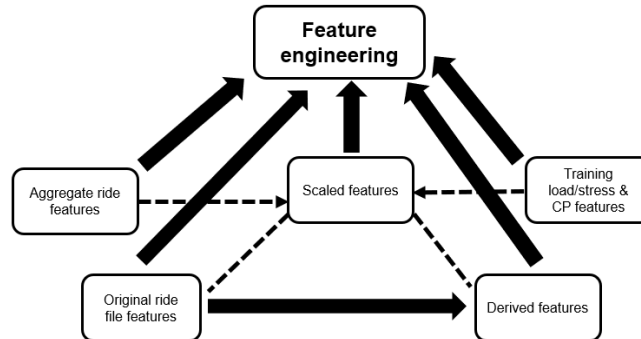 Feature
engineering
Aggregate ride
features
Scaled features
Training
load/stress &
CP features
Original ride
file features
Derived features